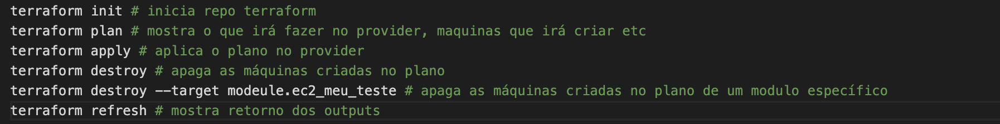 terraform init # inicia repo terraform
terraform plan # mostra o que irá fazer no provider, maquinas que irá criar etc
terraform apply # aplica o plano no provider
terraform destroy # apaga as máquinas criadas no plano
terraform destroy --target modeule.ec2_meu_teste # apaga as máquinas criadas no plano de um modulo específico
terraform refresh # mostra retorno dos outputs